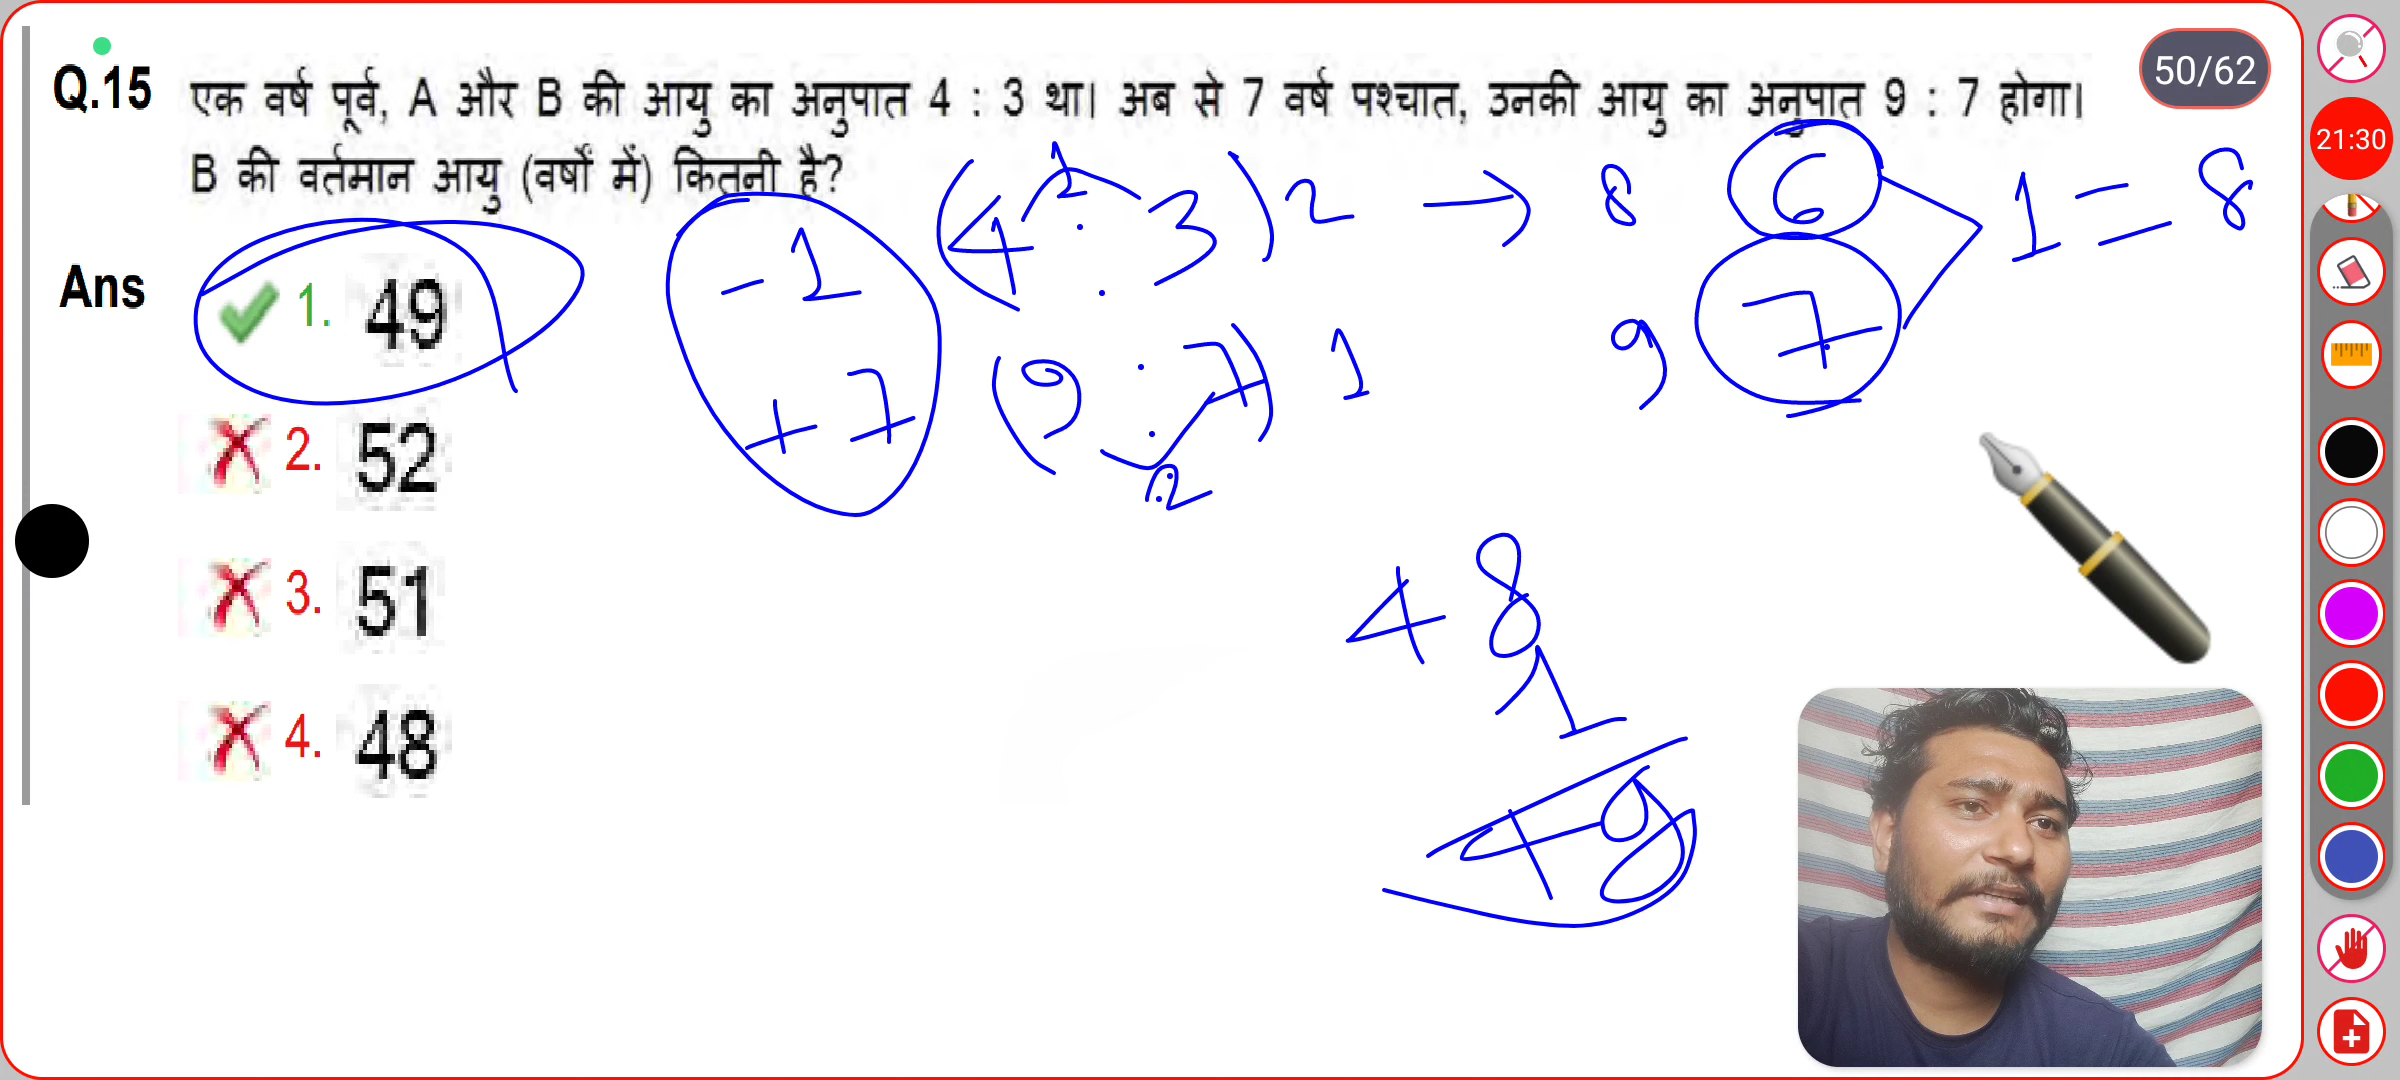 50/62
21:30
Q.15 एक वर्ष पूर्व, A और B की आयु का अनुपात 4 : 3 था। अब से 7 वर्ष पश्चात, उनकी आयु का अनुपात 9 : 7 होगा।
B की वर्तमान आयु (वर्षों में) कितनी है?
Ans 1. 49
2. 52
3. 51
4. 48
1
-1 (4 : 3) 2 → 8 6 1 = 8
+7 (9 : 7) 1 9 7
2
48
1
49